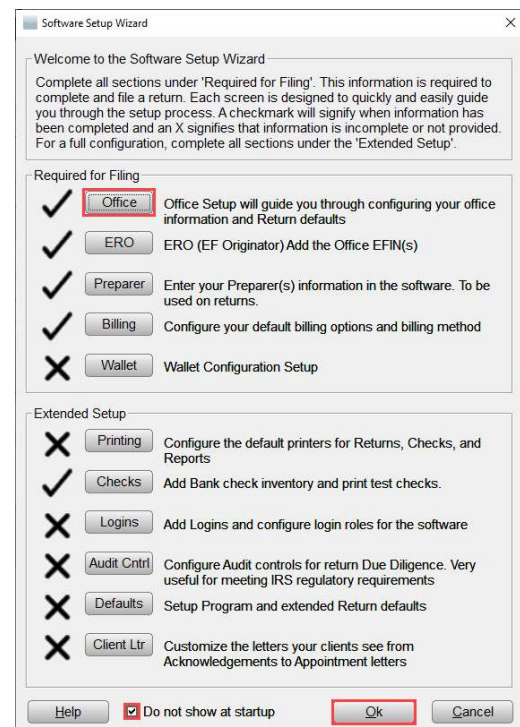 Software Setup Wizard
Welcome to the Software Setup Wizard
Complete all sections under 'Required for Filing'. This information is required to
complete and file a return. Each screen is designed to quickly and easily guide
you through the setup process. A checkmark will signify when information has
been completed and an X signifies that information is incomplete or not provided.
For a full configuration, complete all sections under the 'Extended Setup'.
Required for Filing
Office
Office Setup will guide you through configuring your office
information and Return defaults
ERO
ERO (EF Originator) Add the Office EFIN(s)
Preparer
Enter your Preparer(s) information in the software. To be
used on returns.
Billing
Configure your default billing options and billing method
Wallet
Wallet Configuration Setup
Extended Setup
Printing
Configure the default printers for Returns, Checks, and
Reports
Checks
Add Bank check inventory and print test checks.
Logins
Add Logins and configure login roles for the software
Audit Cntrl
Configure Audit controls for return Due Diligence. Very
useful for meeting IRS regulatory requirements
Defaults
Setup Program and extended Return defaults
Client Ltr
Customize the letters your clients see from
Acknowledgements to Appointment letters
Help
Do not show at startup
Ok
Cancel